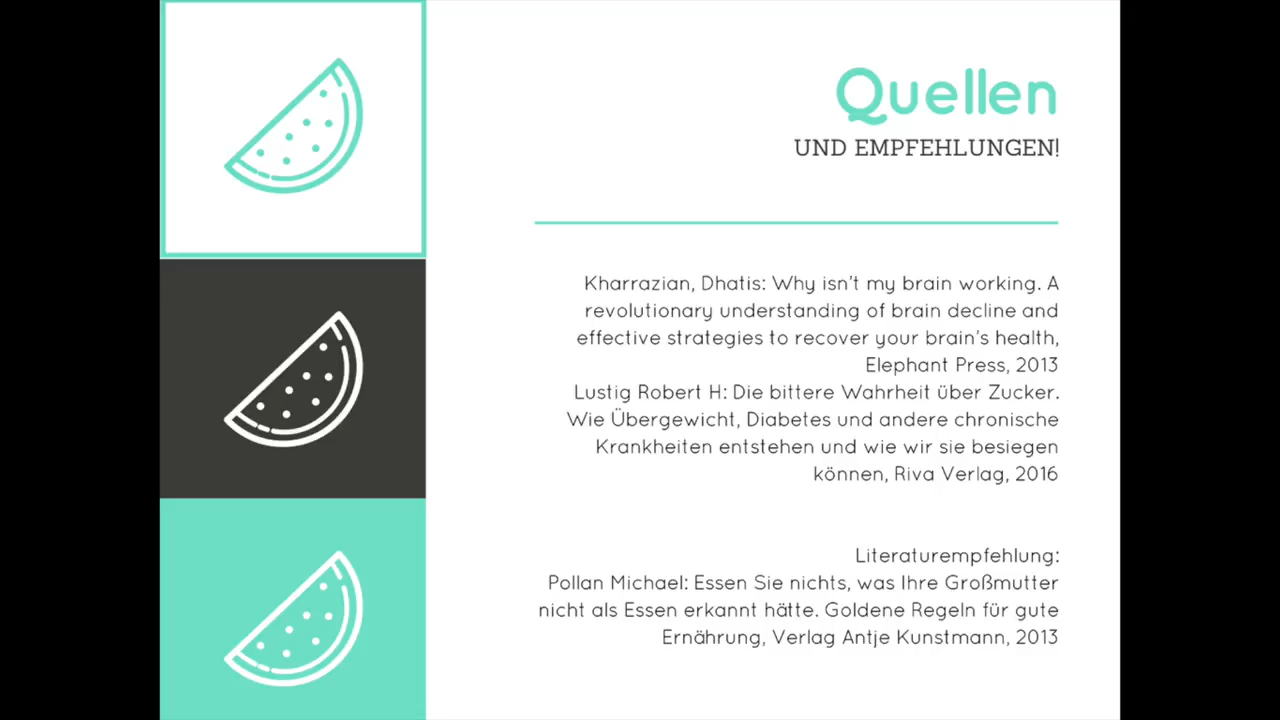 Quellen
UND EMPFEHLUNGEN!
Kharrazian, Dhatis: Why isn't my brain working. A
revolutionary understanding of brain decline and
effective strategies to recover your brain's health,
Elephant Press, 2013
Lustig Robert H: Die bittere Wahrheit über Zucker.
Wie Übergewicht, Diabetes und andere chronische
Krankheiten entstehen und wie wir sie besiegen
können, Riva Verlag, 2016
Literaturempfehlung:
Pollan Michael: Essen Sie nichts, was Ihre Großmutter
nicht als Essen erkannt hätte. Goldene Regeln für gute
Ernährung, Verlag Antje Kunstmann, 2013